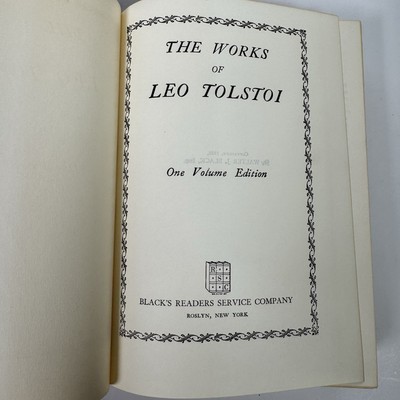 THE WORKS
OF
LEO TOLSTOI
One Volume Edition
BLACK'S READERS SERVICE COMPANY
ROSLYN, NEW YORK